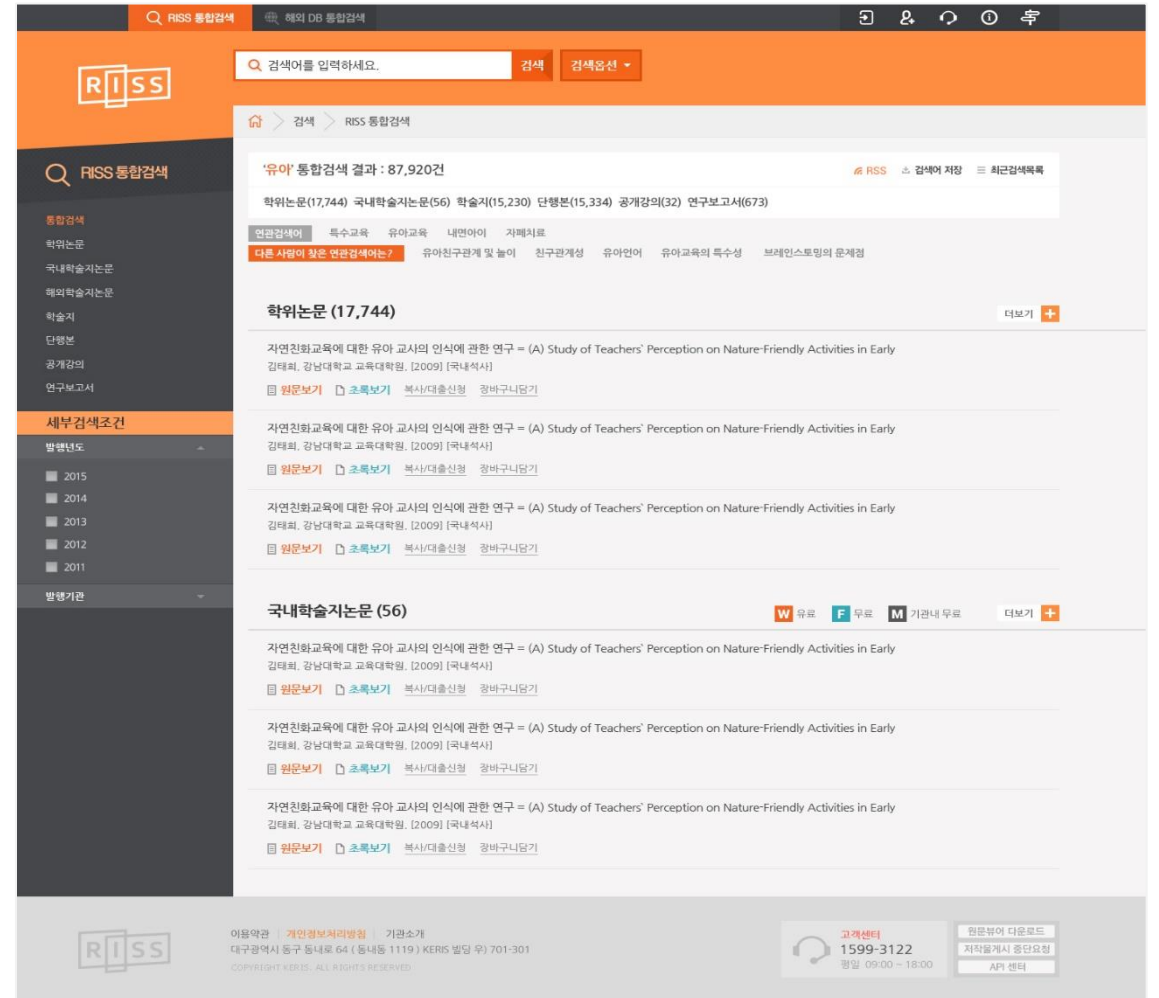 RISS 통합검색 해외 DB 통합검색
RISS
검색어를 입력하세요. 검색 검색옵션
검색 RISS 통합검색
RISS 통합검색
통합검색
학위논문
국내학술지논문
해외학술지논문
학술지
단행본
공개강의
연구보고서
세부검색조건
발행년도
2015
2014
2013
2012
2011
발행기관
'유아' 통합검색 결과 : 87,920건 RSS 검색어 저장 최근검색목록
학위논문(17,744) 국내학술지논문(56) 학술지(15,230) 단행본(15,334) 공개강의(32) 연구보고서(673)
연관검색어 특수교육 유아교육 내면아이 자폐치료
다른 사람이 찾은 연관검색어는? 유아친구관계 및 놀이 친구관계성 유아언어 유아교육의 특수성 브레인스토밍의 문제점
학위논문 (17,744) 더보기
자연친화교육에 대한 유아 교사의 인식에 관한 연구 = (A) Study of Teachers` Perception on Nature-Friendly Activities in Early
김태희, 강남대학교 교육대학원, [2009] [국내석사]
원문보기 초록보기 복사/대출신청 장바구니담기
자연친화교육에 대한 유아 교사의 인식에 관한 연구 = (A) Study of Teachers` Perception on Nature-Friendly Activities in Early
김태희, 강남대학교 교육대학원, [2009] [국내석사]
원문보기 초록보기 복사/대출신청 장바구니담기
자연친화교육에 대한 유아 교사의 인식에 관한 연구 = (A) Study of Teachers` Perception on Nature-Friendly Activities in Early
김태희, 강남대학교 교육대학원, [2009] [국내석사]
원문보기 초록보기 복사/대출신청 장바구니담기
국내학술지논문 (56) W 유료 F 무료 M 기관내 무료 더보기
자연친화교육에 대한 유아 교사의 인식에 관한 연구 = (A) Study of Teachers` Perception on Nature-Friendly Activities in Early
김태희, 강남대학교 교육대학원, [2009] [국내석사]
원문보기 초록보기 복사/대출신청 장바구니담기
자연친화교육에 대한 유아 교사의 인식에 관한 연구 = (A) Study of Teachers` Perception on Nature-Friendly Activities in Early
김태희, 강남대학교 교육대학원, [2009] [국내석사]
원문보기 초록보기 복사/대출신청 장바구니담기
자연친화교육에 대한 유아 교사의 인식에 관한 연구 = (A) Study of Teachers` Perception on Nature-Friendly Activities in Early
김태희, 강남대학교 교육대학원, [2009] [국내석사]
원문보기 초록보기 복사/대출신청 장바구니담기
RISS
이용약관 개인정보처리방침 기관소개
대구광역시 동구 동내로 64 ( 동내동 1119 ) KERIS 빌딩 우) 701-301
COPYRIGHT KERIS. ALL RIGHTS RESERVED
고객센터
1599-3122
평일 09:00 ~ 18:00
원문뷰어 다운로드
저작물게시 중단요청
API 센터